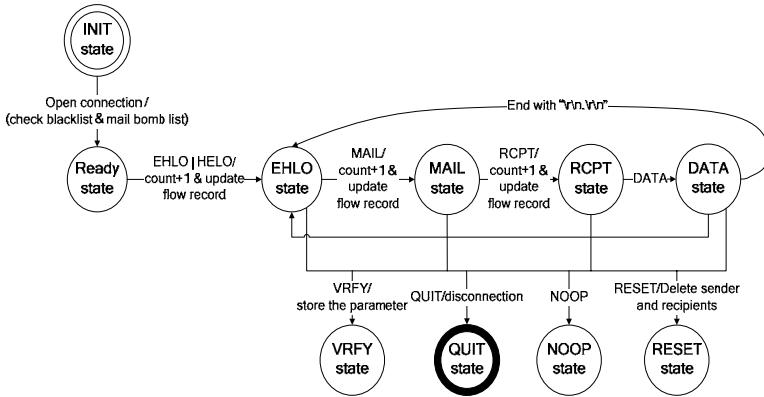 INIT
state
Open connection/
(check blacklist & mail bomb list)
End with "\r\n.\r\n"
Ready
state
EHLO | HELO/
count+1 & update
flow record
EHLO
state
MAIL/
count+1 &
update
flow record
MAIL
state
RCPT/
count+1 &
update
flow record
RCPT
state
DATA
DATA
state
VRFY/
store the parameter
QUIT/disconnection
NOOP
RESET/Delete sender
and recipients
VRFY
state
QUIT
state
NOOP
state
RESET
state